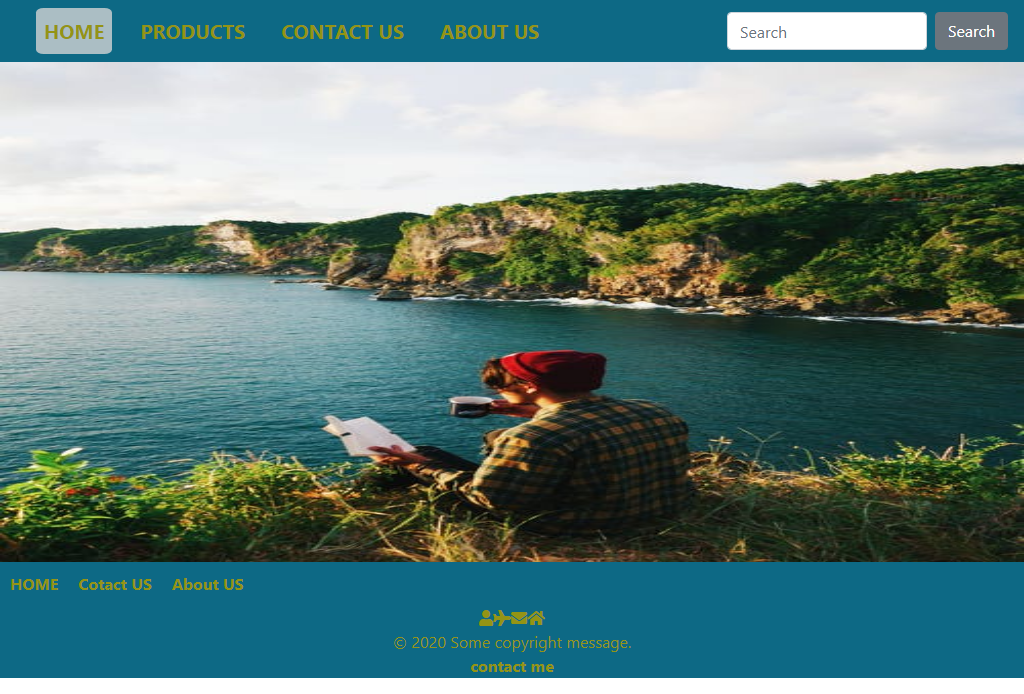 HOME PRODUCTS CONTACT US ABOUT US Search Search
HOME Cotact US About US
© 2020 Some copyright message.
contact me